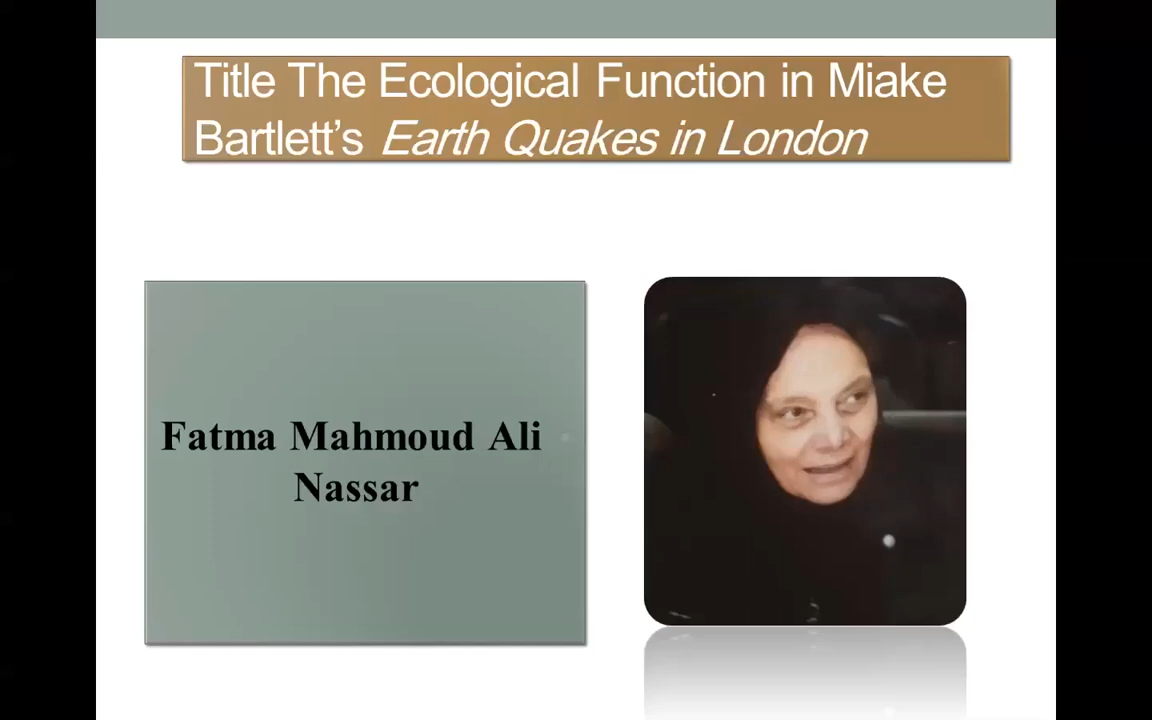 Title The Ecological Function in Miake
Bartlett’s Earth Quakes in London
Fatma Mahmoud Ali
Nassar